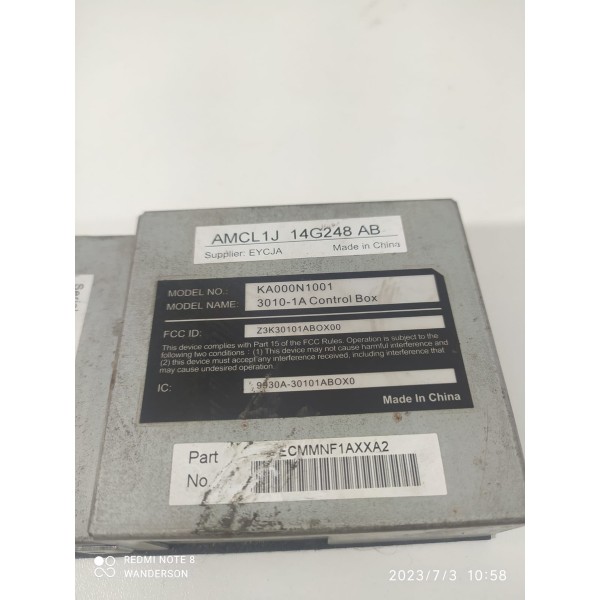 AMCL1J 14G248 AB
Supplier: EYCJA Made in China
MODEL NO.: KA000N1001
MODEL NAME: 3010-1A Control Box
FCC ID: Z3K30101ABOX00
This device complies with Part 15 of the FCC Rules. Operation is subject to the
following two conditions : (1) This device may not cause harmful interference, and
(2) this device must accept any interference received, including interference that
may cause undesired operation.
IC: 9930A-30101ABOX0
Made in China
Part ECMMNF1AXXA2
No.
Serial
REDMI NOTE 8
WANDERSON
2023/7/3 10:58